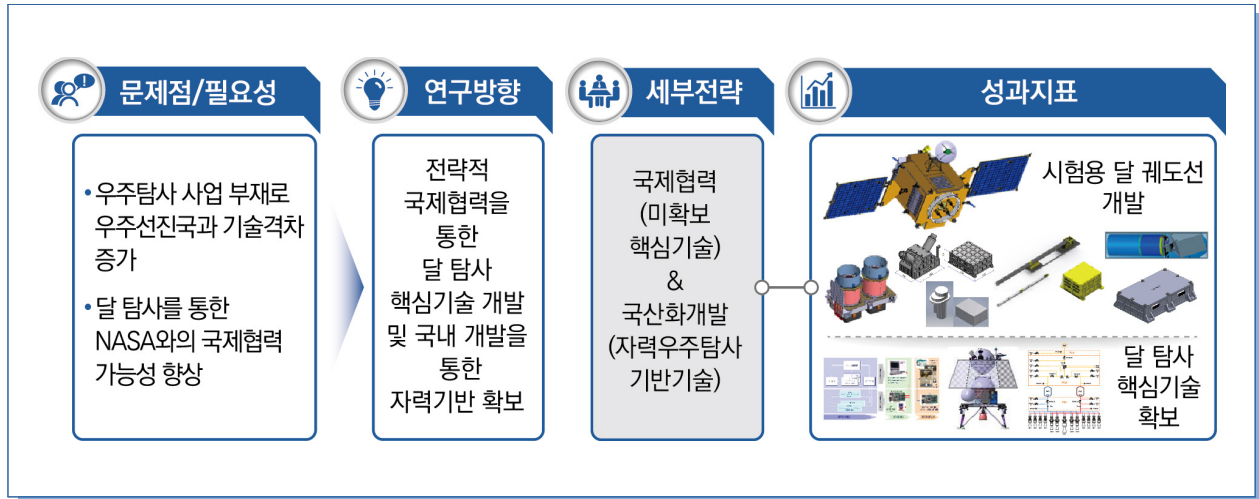 문제점/필요성
• 우주탐사 사업 부재로
우주선진국과 기술격차
증가
• 달 탐사를 통한
NASA와의 국제협력
가능성 향상
연구방향
전략적
국제협력을
통한
달 탐사
핵심기술 개발
및 국내 개발을
통한
자력기반 확보
세부전략
국제협력
(미확보
핵심기술)
&
국산화개발
(자력우주탐사
기반기술)
성과지표
시험용 달 궤도선
개발
달 탐사
핵심기술
확보